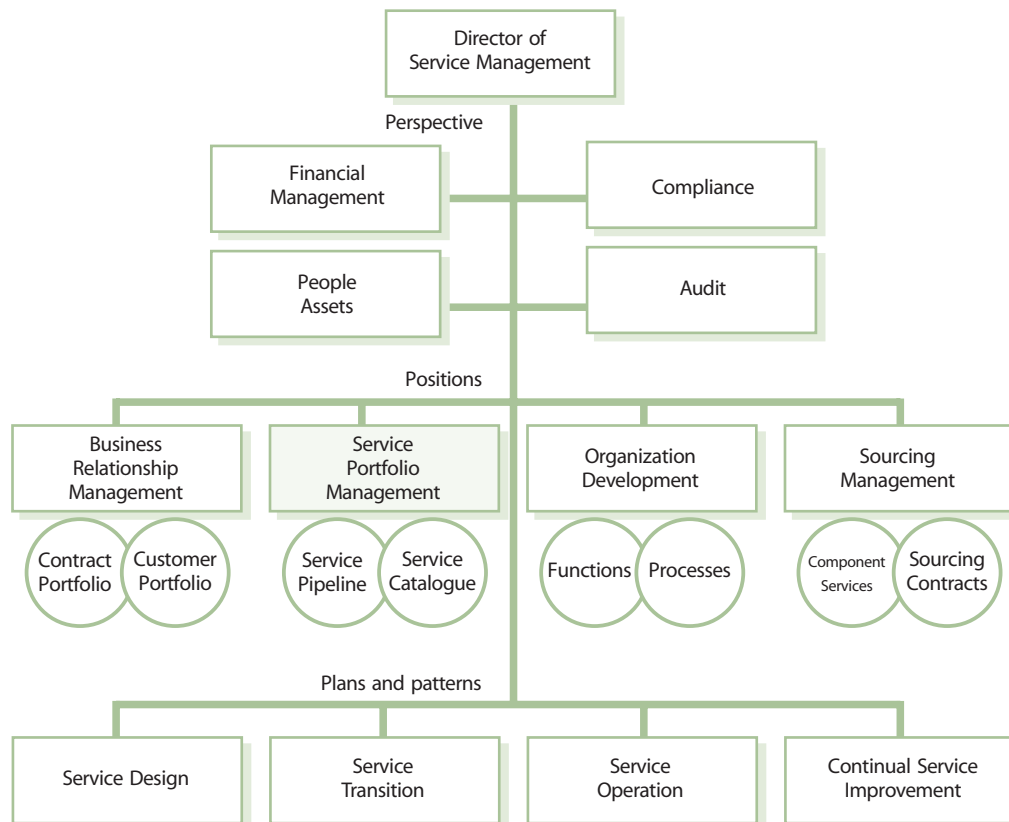 Director of
Service Management
Perspective
Financial
Management
Compliance
People
Assets
Audit
Positions
Business
Relationship
Management
Service
Portfolio
Management
Organization
Development
Sourcing
Management
Contract
Portfolio
Customer
Portfolio
Service
Pipeline
Service
Catalogue
Functions
Processes
Component
Services
Sourcing
Contracts
Plans and patterns
Service Design
Service
Transition
Service
Operation
Continual Service
Improvement